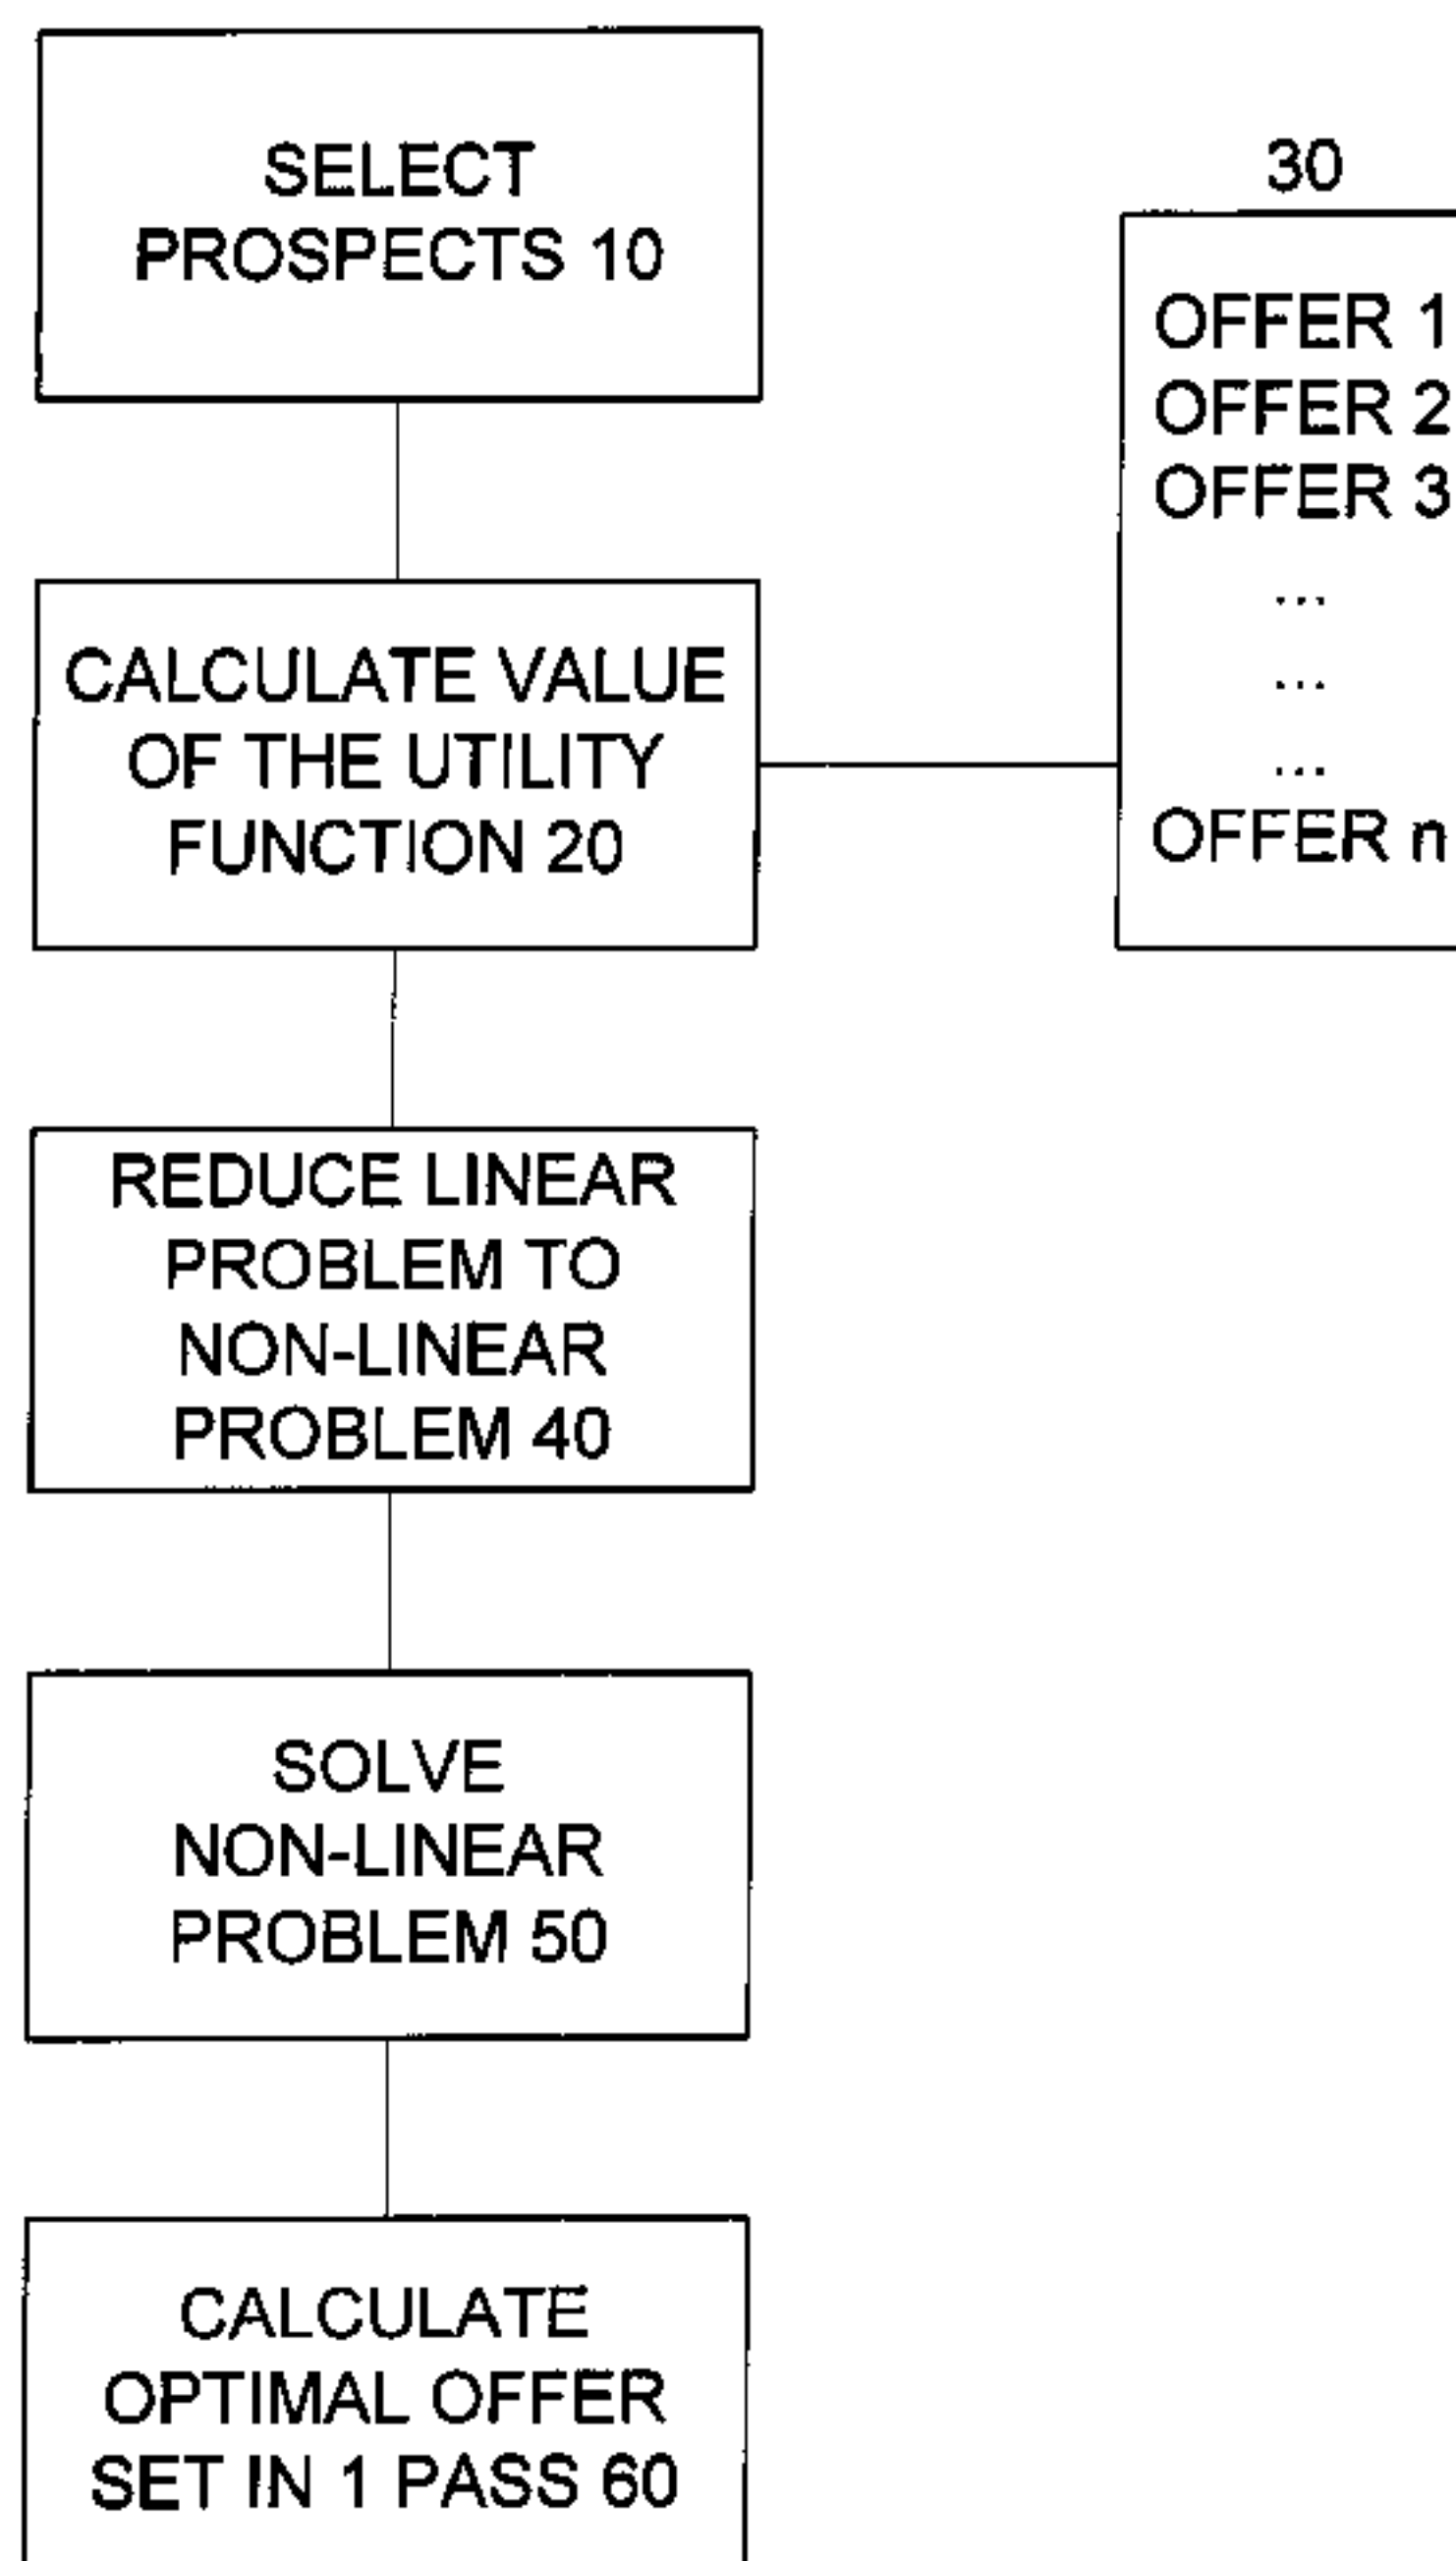 SELECT
PROSPECTS 10
30
OFFER 1
OFFER 2
OFFER 3
...
...
...
OFFER n
CALCULATE VALUE
OF THE UTILITY
FUNCTION 20
REDUCE LINEAR
PROBLEM TO
NON-LINEAR
PROBLEM 40
SOLVE
NON-LINEAR
PROBLEM 50
CALCULATE
OPTIMAL OFFER
SET IN 1 PASS 60